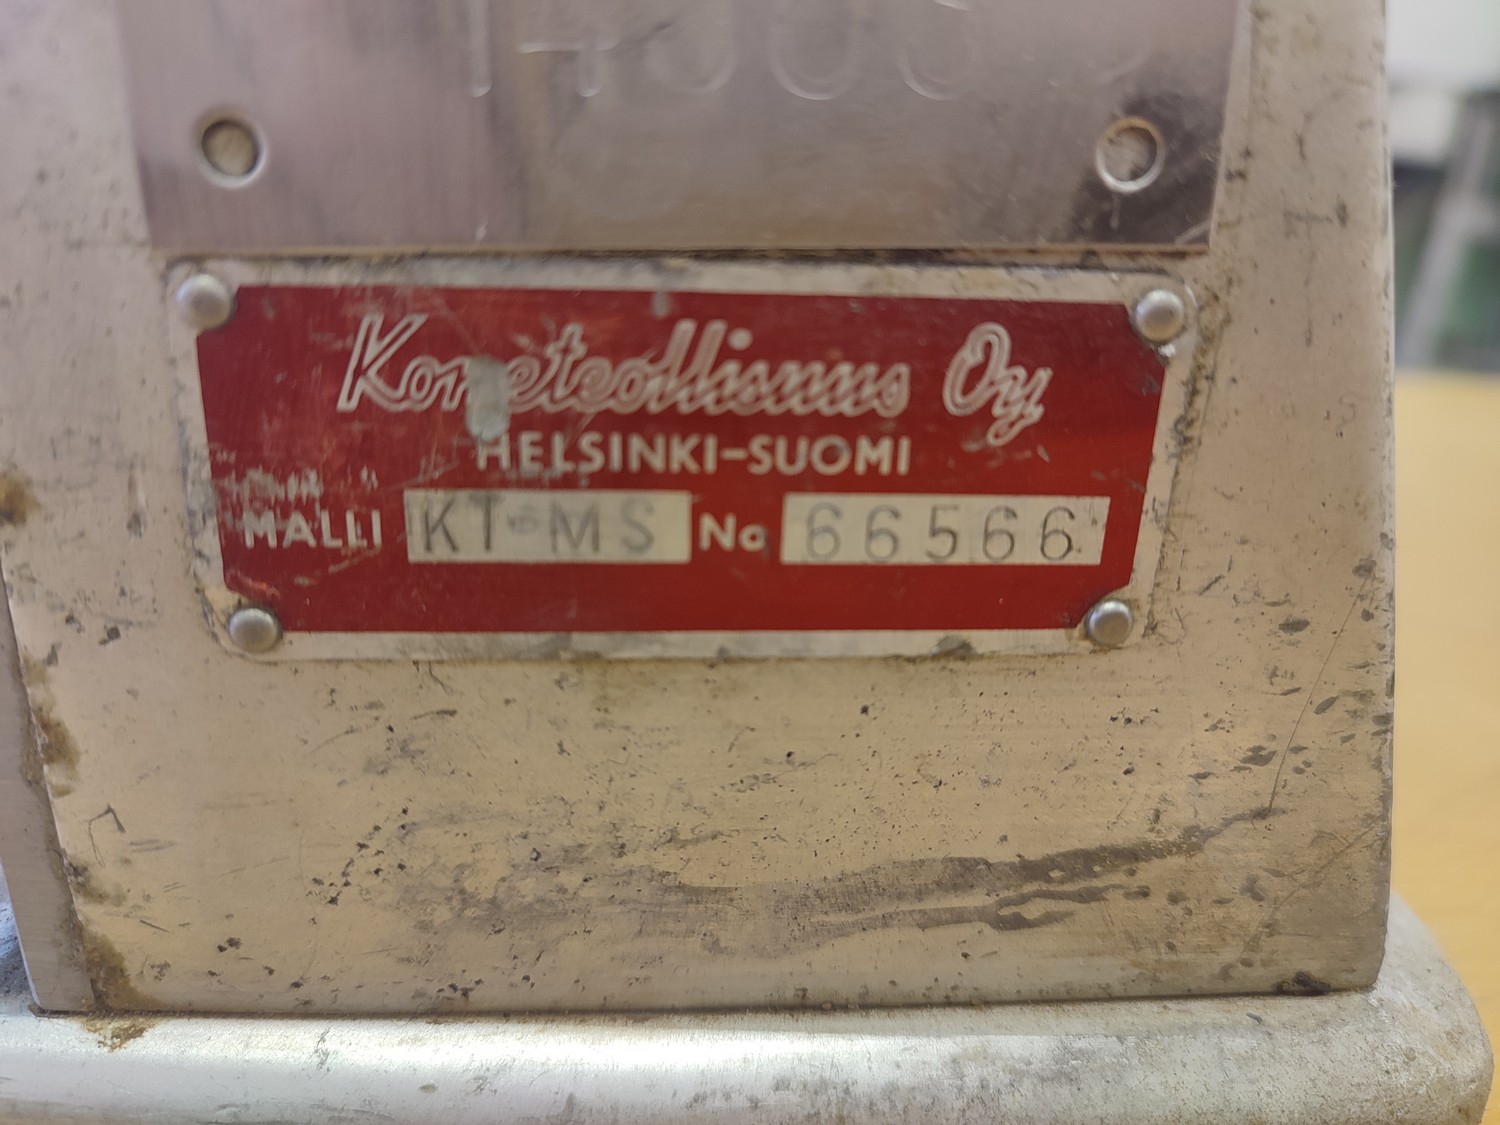 Koneteollisuus Oy
HELSINKI-SUOMI
MALLI KT-MS No 66566